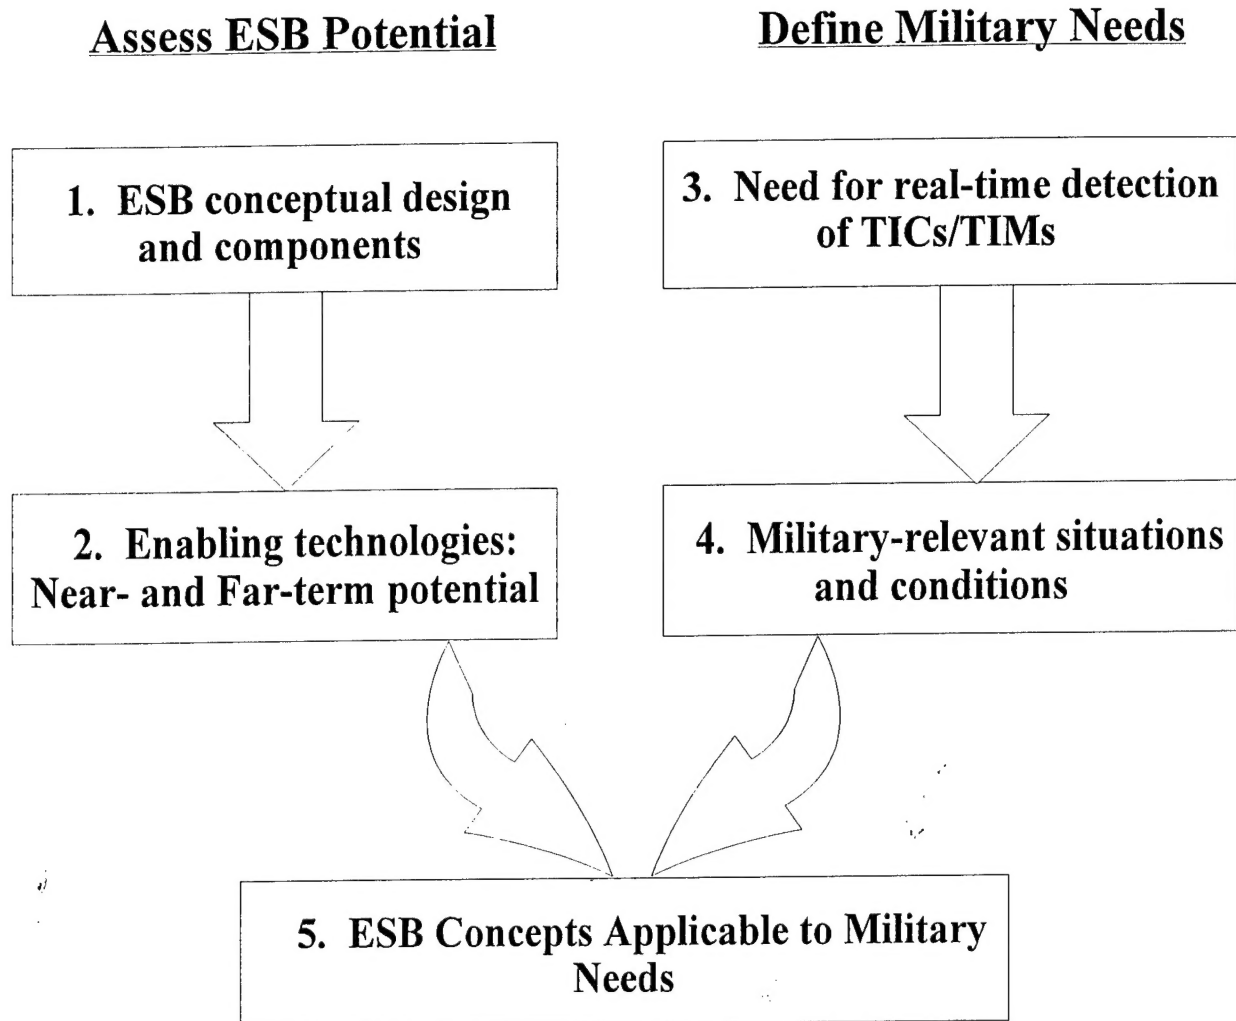 Assess ESB Potential
Define Military Needs
1. ESB conceptual design
and components
3. Need for real-time detection
of TICs/TIMs
2. Enabling technologies:
Near- and Far-term potential
4. Military-relevant situations
and conditions
5. ESB Concepts Applicable to Military
Needs